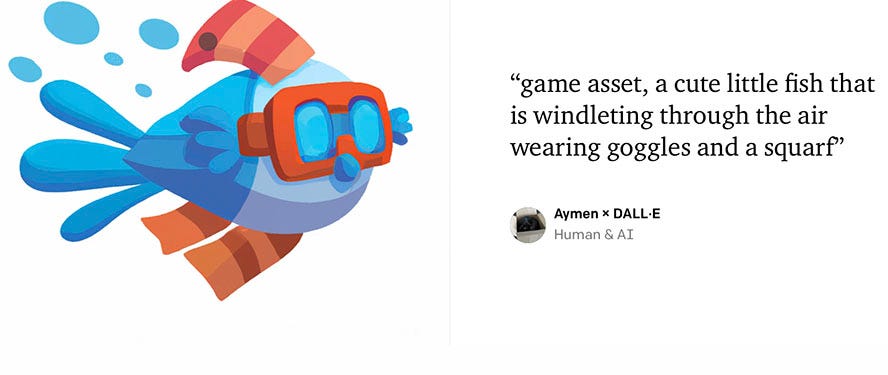 “game asset, a cute little fish that
is windleting through the air
wearing goggles and a squarf”
Aymen × DALL·E
Human & AI